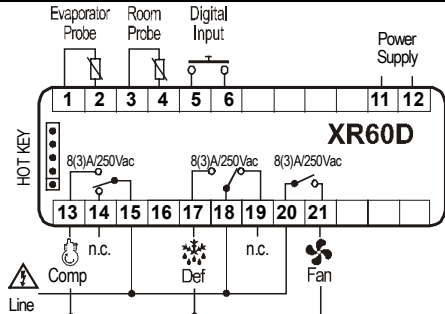 Evaporator Probe
Room Probe
Digital Input
Power Supply
1 2 3 4 5 6 11 12
XR60D
HOT KEY
8(3)A/250Vac 8(3)A/250Vac 8(3)A/250Vac
13 14 15 16 17 18 19 20 21
n.c. n.c.
Comp Def Fan
Line